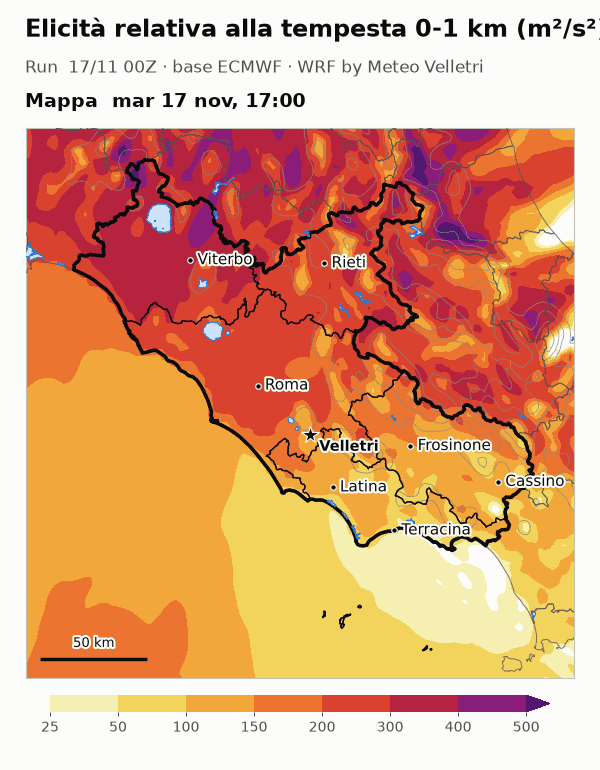 Elicità relativa alla tempesta 0-1 km (m²/s²)
Run 17/11 00Z · base ECMWF · WRF by Meteo Velletri
Mappa mar 17 nov, 17:00
Viterbo
Rieti
Roma
Velletri
Frosinone
Latina
Cassino
Terracina
50 km
25 50 100 150 200 300 400 500